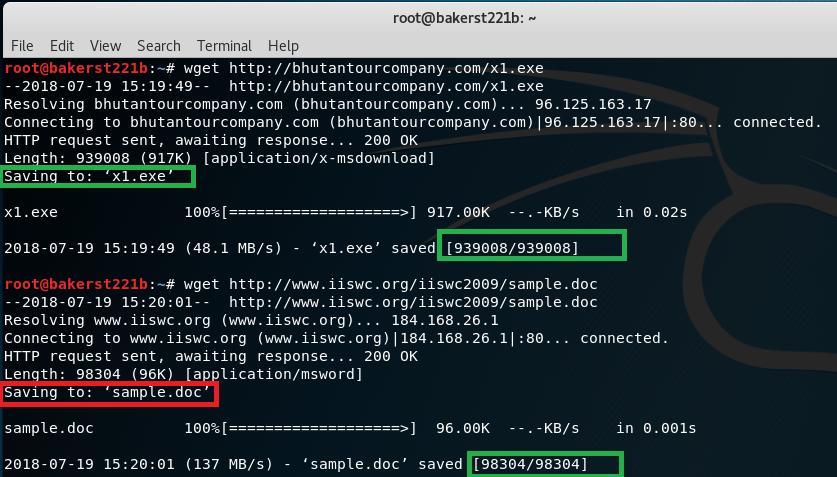 root@bakerst221b: ~
File Edit View Search Terminal Help
root@bakerst221b:~# wget http://bhutantourcompany.com/x1.exe
--2018-07-19 15:19:49-- http://bhutantourcompany.com/x1.exe
Resolving bhutantourcompany.com (bhutantourcompany.com)... 96.125.163.17
Connecting to bhutantourcompany.com (bhutantourcompany.com)|96.125.163.17|:80... connected.
HTTP request sent, awaiting response... 200 OK
Length: 939008 (917K) [application/x-msdownload]
Saving to: ‘x1.exe’
x1.exe 100%[===================>] 917.00K --.-KB/s in 0.02s
2018-07-19 15:19:49 (48.1 MB/s) - ‘x1.exe’ saved [939008/939008]
root@bakerst221b:~# wget http://www.iiswc.org/iiswc2009/sample.doc
--2018-07-19 15:20:01-- http://www.iiswc.org/iiswc2009/sample.doc
Resolving www.iiswc.org (www.iiswc.org)... 184.168.26.1
Connecting to www.iiswc.org (www.iiswc.org)|184.168.26.1|:80... connected.
HTTP request sent, awaiting response... 200 OK
Length: 98304 (96K) [application/msword]
Saving to: ‘sample.doc’
sample.doc 100%[===================>] 96.00K --.-KB/s in 0.001s
2018-07-19 15:20:01 (137 MB/s) - ‘sample.doc’ saved [98304/98304]